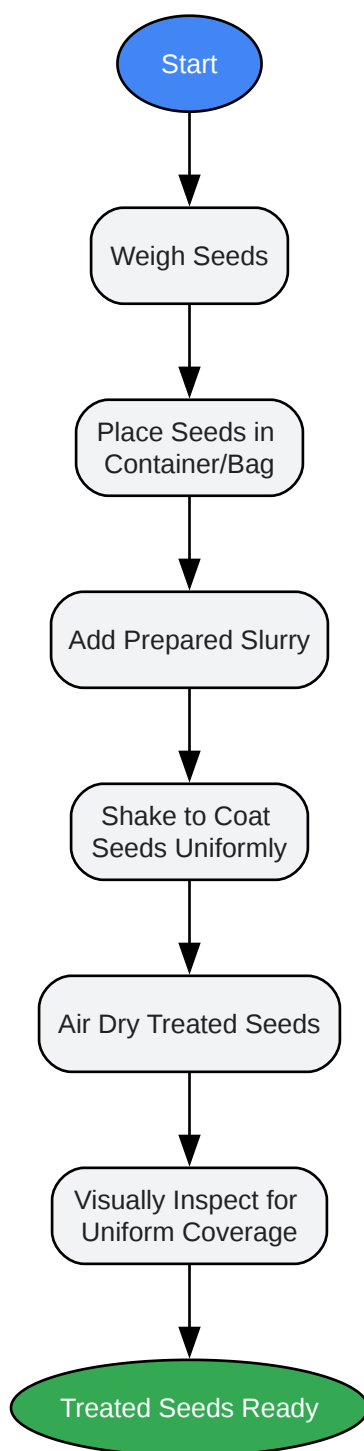 Start
Weigh Seeds
Place Seeds in
Container/Bag
Add Prepared Slurry
Shake to Coat
Seeds Uniformly
Air Dry Treated Seeds
Visually Inspect for
Uniform Coverage
Treated Seeds Ready